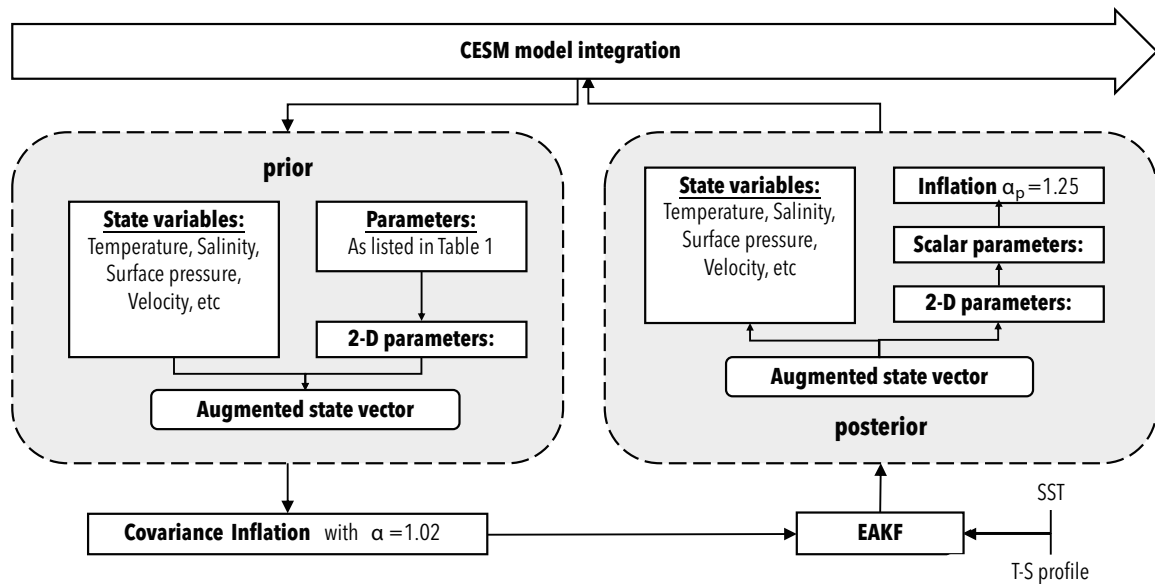 CESM model integration
prior
State variables:
Temperature, Salinity,
Surface pressure,
Velocity, etc
Parameters:
As listed in Table 1
2-D parameters:
Augmented state vector
State variables:
Temperature, Salinity,
Surface pressure,
Velocity, etc
Inflation αp=1.25
Scalar parameters:
2-D parameters:
Augmented state vector
posterior
Covariance Inflation with α=1.02
EAKF
SST
T-S profile